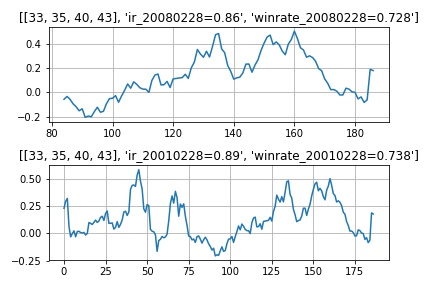 [[33, 35, 40, 43], 'ir_20080228=0.86', 'winrate_20080228=0.728']
0.4
0.2
0.0
−0.2
80 100 120 140 160 180
[[33, 35, 40, 43], 'ir_20010228=0.89', 'winrate_20010228=0.738']
0.50
0.25
0.00
−0.25
0 25 50 75 100 125 150 175